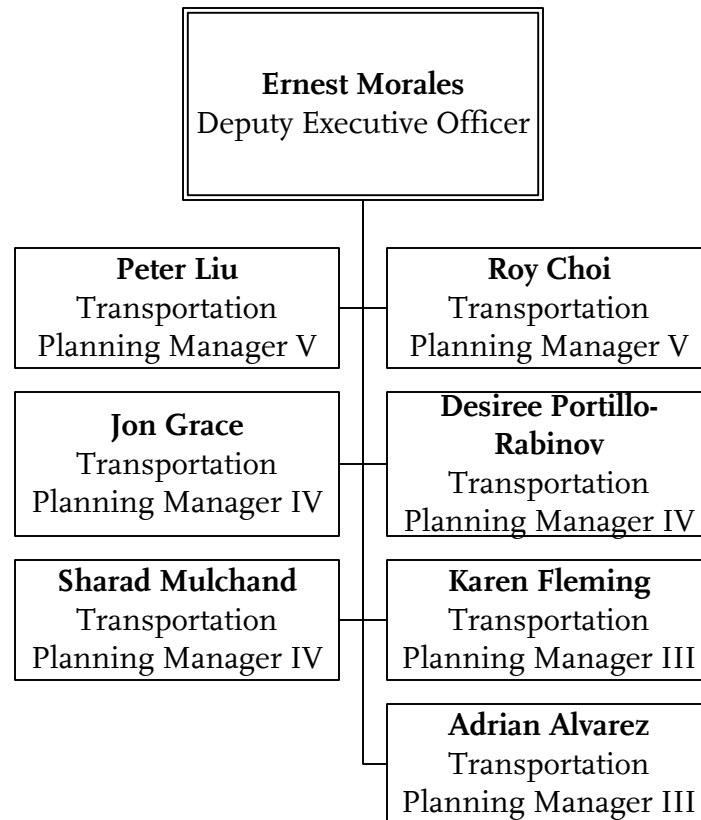 Ernest Morales
Deputy Executive Officer
Peter Liu
Transportation
Planning Manager V
Roy Choi
Transportation
Planning Manager V
Jon Grace
Transportation
Planning Manager IV
Desiree Portillo-
Rabinov
Transportation
Planning Manager IV
Sharad Mulchand
Transportation
Planning Manager IV
Karen Fleming
Transportation
Planning Manager III
Adrian Alvarez
Transportation
Planning Manager III